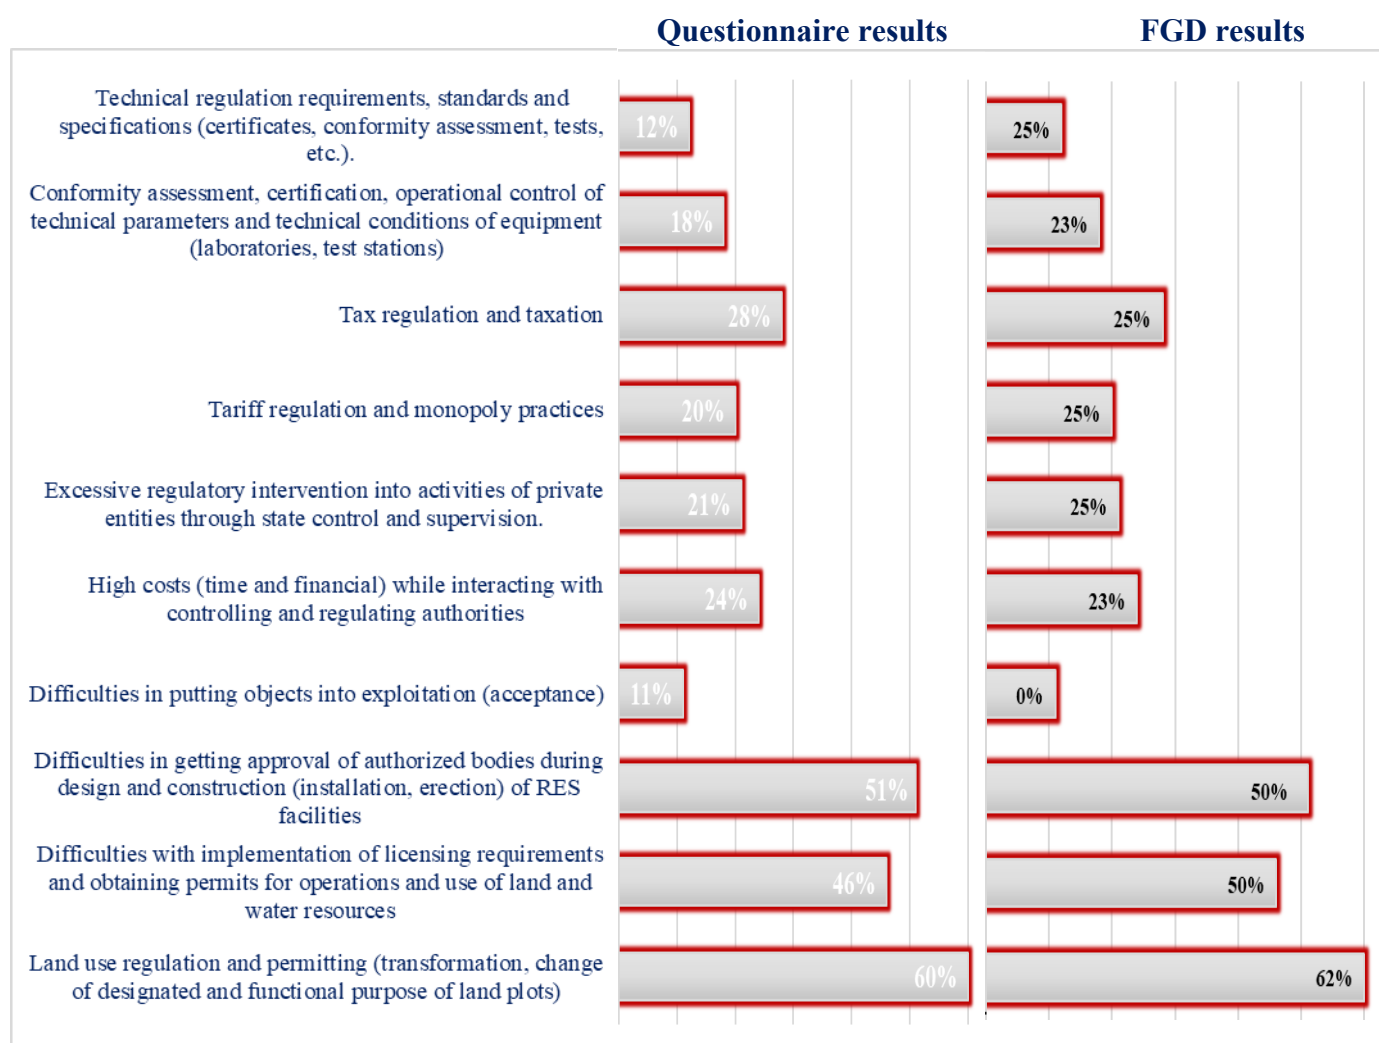 Questionnaire results
FGD results
Technical regulation requirements, standards and
specifications (certificates, conformity assessment, tests,
etc.).
12%
25%
Conformity assessment, certification, operational control of
technical parameters and technical conditions of equipment
(laboratories, test stations)
18%
23%
Tax regulation and taxation
28%
25%
Tariff regulation and monopoly practices
20%
25%
Excessive regulatory intervention into activities of private
entities through state control and supervision.
21%
25%
High costs (time and financial) while interacting with
controlling and regulating authorities
24%
23%
Difficulties in putting objects into exploitation (acceptance)
11%
0%
Difficulties in getting approval of authorized bodies during
design and construction (installation, erection) of RES
facilities
51%
50%
Difficulties with implementation of licensing requirements
and obtaining permits for operations and use of land and
water resources
46%
50%
Land use regulation and permitting (transformation, change
of designated and functional purpose of land plots)
60%
62%